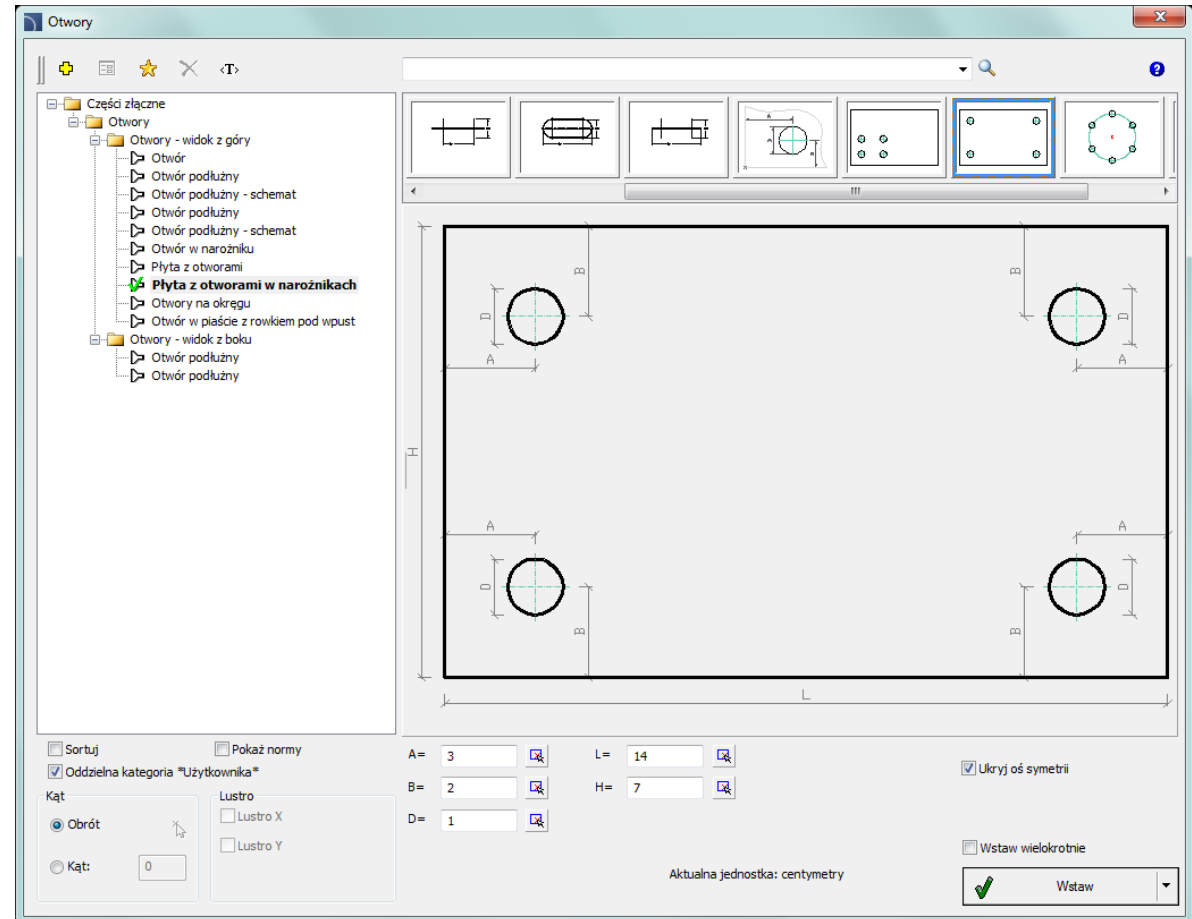 Otwory
<T>
Części złączne
Otwory
Otwory - widok z góry
Otwór
Otwór podłużny
Otwór podłużny - schemat
Otwór podłużny
Otwór podłużny - schemat
Otwór w narożniku
Płyta z otworami
Płyta z otworami w narożnikach
Otwory na okręgu
Otwór w piaście z rowkiem pod wpust
Otwory - widok z boku
Otwór podłużny
Otwór podłużny
B B
D D
A A
H
A A
D D
B B
L
Sortuj Pokaż normy
Oddzielna kategoria *Użytkownika*
Kąt Lustro
Obrót Lustro X
Lustro Y
Kąt: 0
A= 3 L= 14
B= 2 H= 7
D= 1
Ukryj oś symetrii
Aktualna jednostka: centymetry
Wstaw wielokrotnie
Wstaw